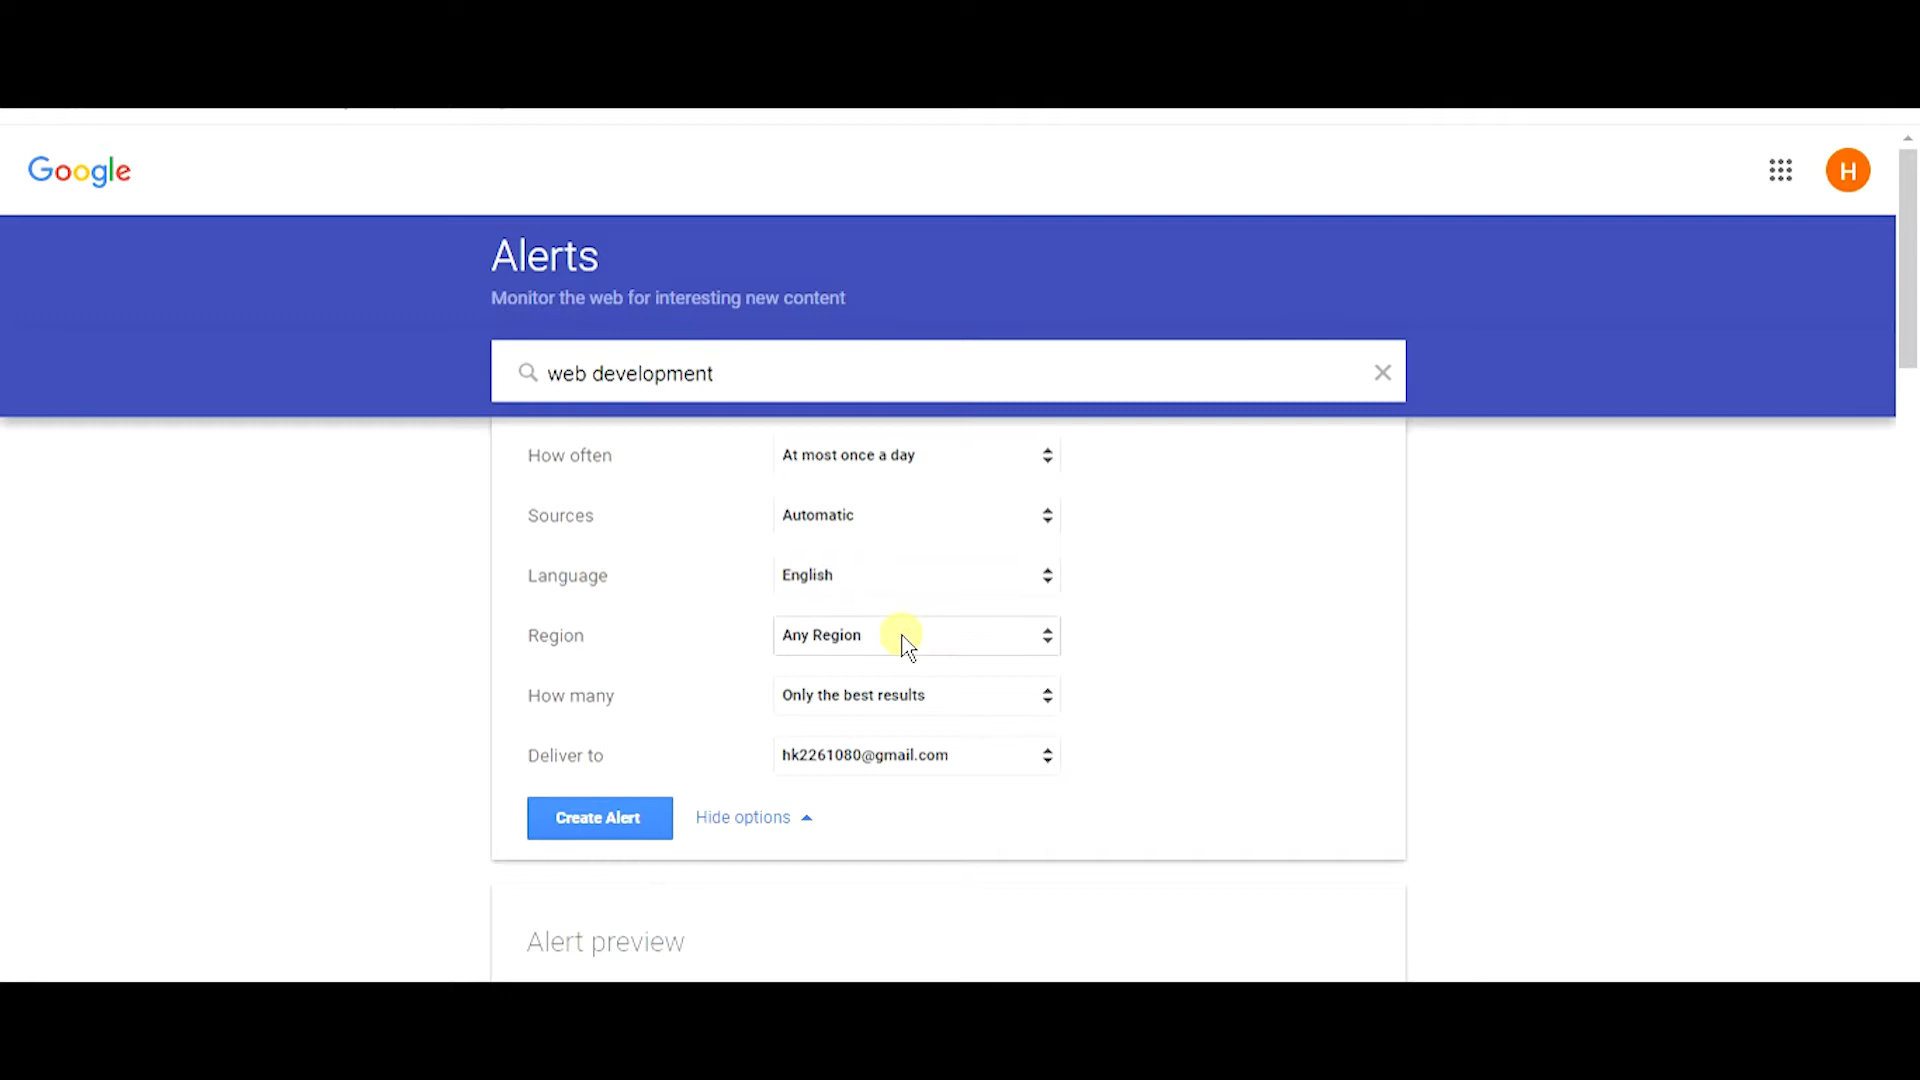 Google
H
Alerts
Monitor the web for interesting new content
web development
How often At most once a day
Sources Automatic
Language English
Region Any Region
How many Only the best results
Deliver to hk2261080@gmail.com
Create Alert Hide options
Alert preview